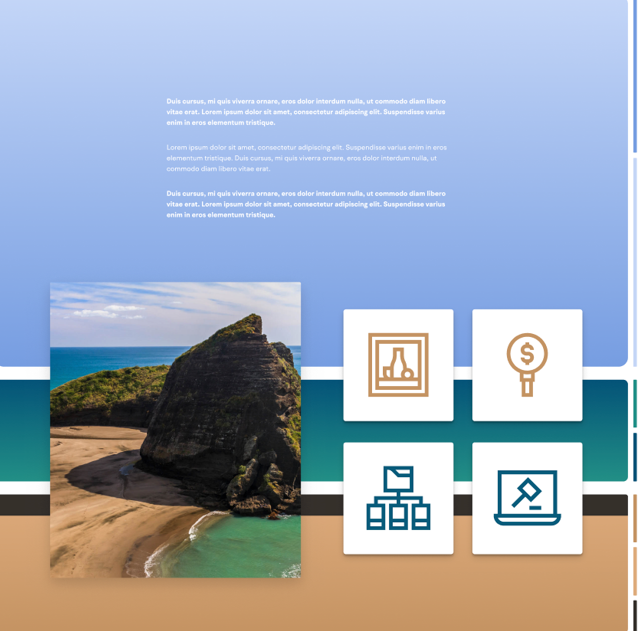 Duis cursus, mi quis viverra ornare, eros dolor interdum nulla, ut commodo diam libero
vitae erat. Lorem ipsum dolor sit amet, consectetur adipiscing elit. Suspendisse varius
enim in eros elementum tristique.
Lorem ipsum dolor sit amet, consectetur adipiscing elit. Suspendisse varius enim in eros
elementum tristique. Duis cursus, mi quis viverra ornare, eros dolor interdum nulla, ut
commodo diam libero vitae erat.
Duis cursus, mi quis viverra ornare, eros dolor interdum nulla, ut commodo diam libero
vitae erat. Lorem ipsum dolor sit amet, consectetur adipiscing elit. Suspendisse varius
enim in eros elementum tristique.
$